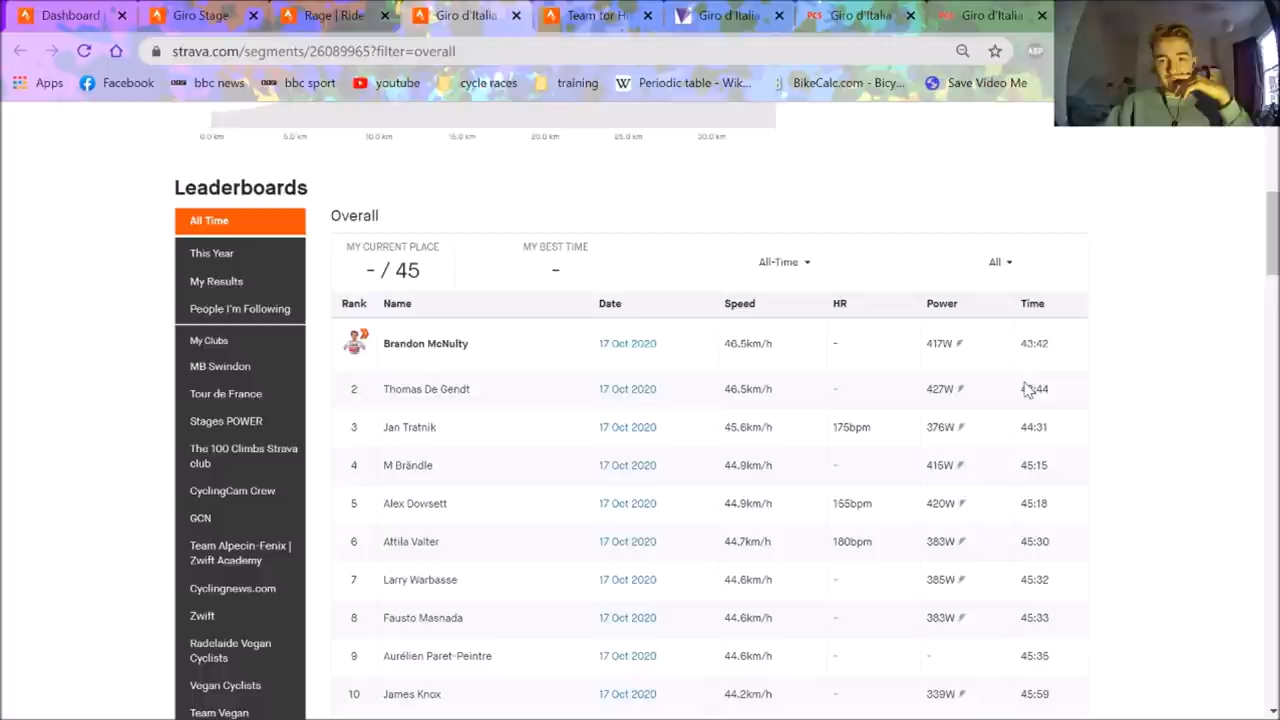 Dashboard
Giro Stage
Rage | Ride
Giro d'Italia
Team for H
Giro d'Italia
PCS Giro d'Italia
PCS Giro d'Italia
strava.com/segments/26089965?filter=overall
ABP
Apps
Facebook
BBC bbc news
BBC bbc sport
youtube
cycle races
training
W Periodic table - Wik...
BikeCalc.com - Bicy...
Save Video Me
0.0 km 5.0 km 10.0 km 15.0 km 20.0 km 25.0 km 30.0 km
Leaderboards
All Time
This Year
My Results
People I'm Following
My Clubs
MB Swindon
Tour de France
Stages POWER
The 100 Climbs Strava
club
CyclingCam Crew
GCN
Team Alpecin-Fenix |
Zwift Academy
Cyclingnews.com
Zwift
Radelaide Vegan
Cyclists
Vegan Cyclists
Team Vegan
Overall
MY CURRENT PLACE MY BEST TIME
- / 45 - All-Time All
Rank Name Date Speed HR Power Time
Brandon McNulty 17 Oct 2020 46.5km/h - 417W 43:42
2 Thomas De Gendt 17 Oct 2020 46.5km/h - 427W :44
3 Jan Tratnik 17 Oct 2020 45.6km/h 175bpm 376W 44:31
4 M Brändle 17 Oct 2020 44.9km/h - 415W 45:15
5 Alex Dowsett 17 Oct 2020 44.9km/h 155bpm 420W 45:18
6 Attila Valter 17 Oct 2020 44.7km/h 180bpm 383W 45:30
7 Larry Warbasse 17 Oct 2020 44.6km/h - 385W 45:32
8 Fausto Masnada 17 Oct 2020 44.6km/h - 383W 45:33
9 Aurélien Paret-Peintre 17 Oct 2020 44.6km/h - - 45:35
10 James Knox 17 Oct 2020 44.2km/h - 339W 45:59